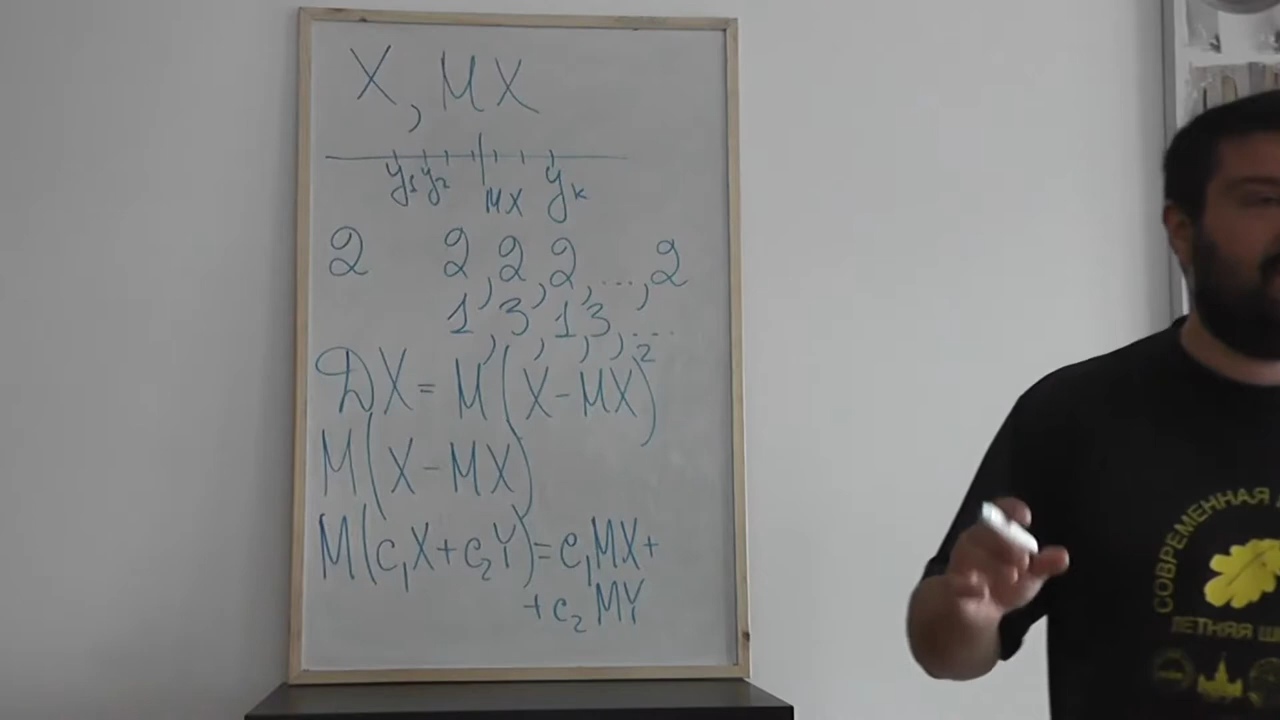 X, MX
y₁ y₂ MX yₖ
2 2, 2, 2, ..., 2
1, 3, 1, 3, ...
DX = M(X - MX)²
M(X - MX)
M(c₁X + c₂Y) = c₁MX +
+ c₂MY
СОВРЕМЕННАЯ
ЛЕТНЯЯ Ш